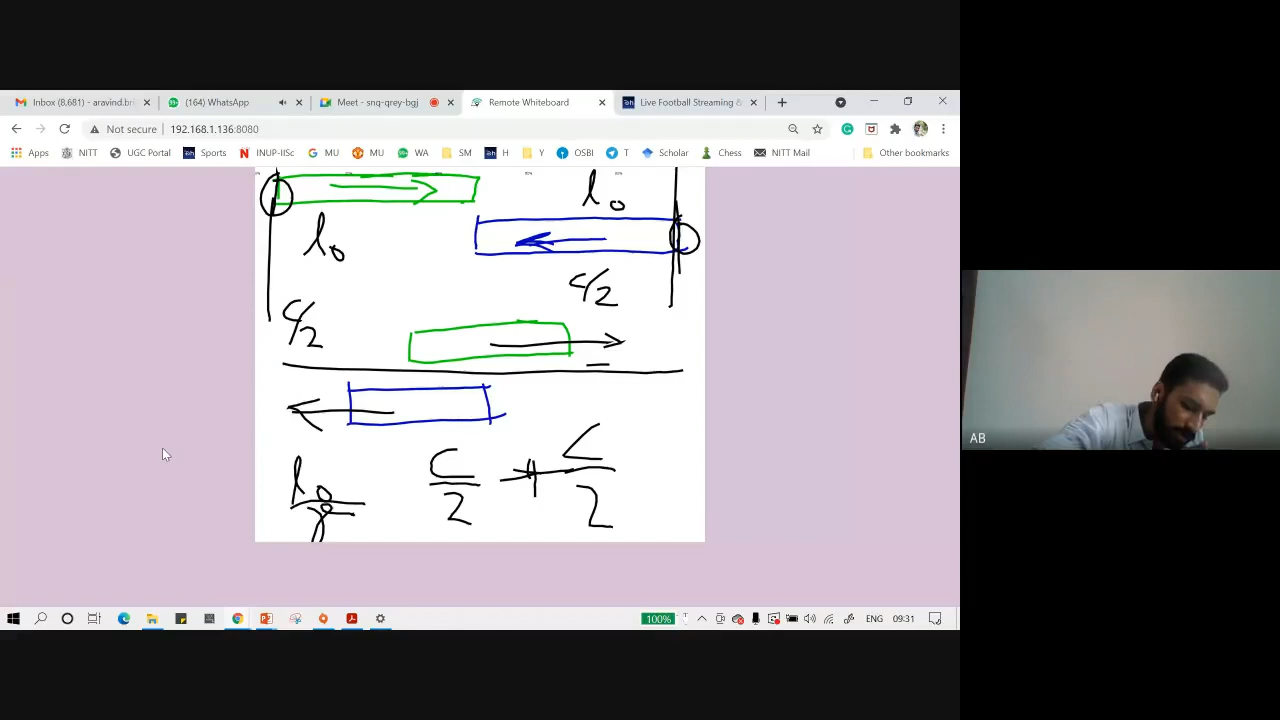 Inbox (8,681) - aravind.bri
(164) WhatsApp
Meet - snq-qrey-bgj
Remote Whiteboard
Live Football Streaming &
Not secure
192.168.1.136:8080
Apps
NITT
UGC Portal
Sports
INUP-IISc
MU
MU
WA
SM
H
Y
OSBI
T
Scholar
Chess
NITT Mail
Other bookmarks
l₀
l₀
c/2
c/2
l₀/γ c/2 + c/2
AB
100%
ENG
09:31